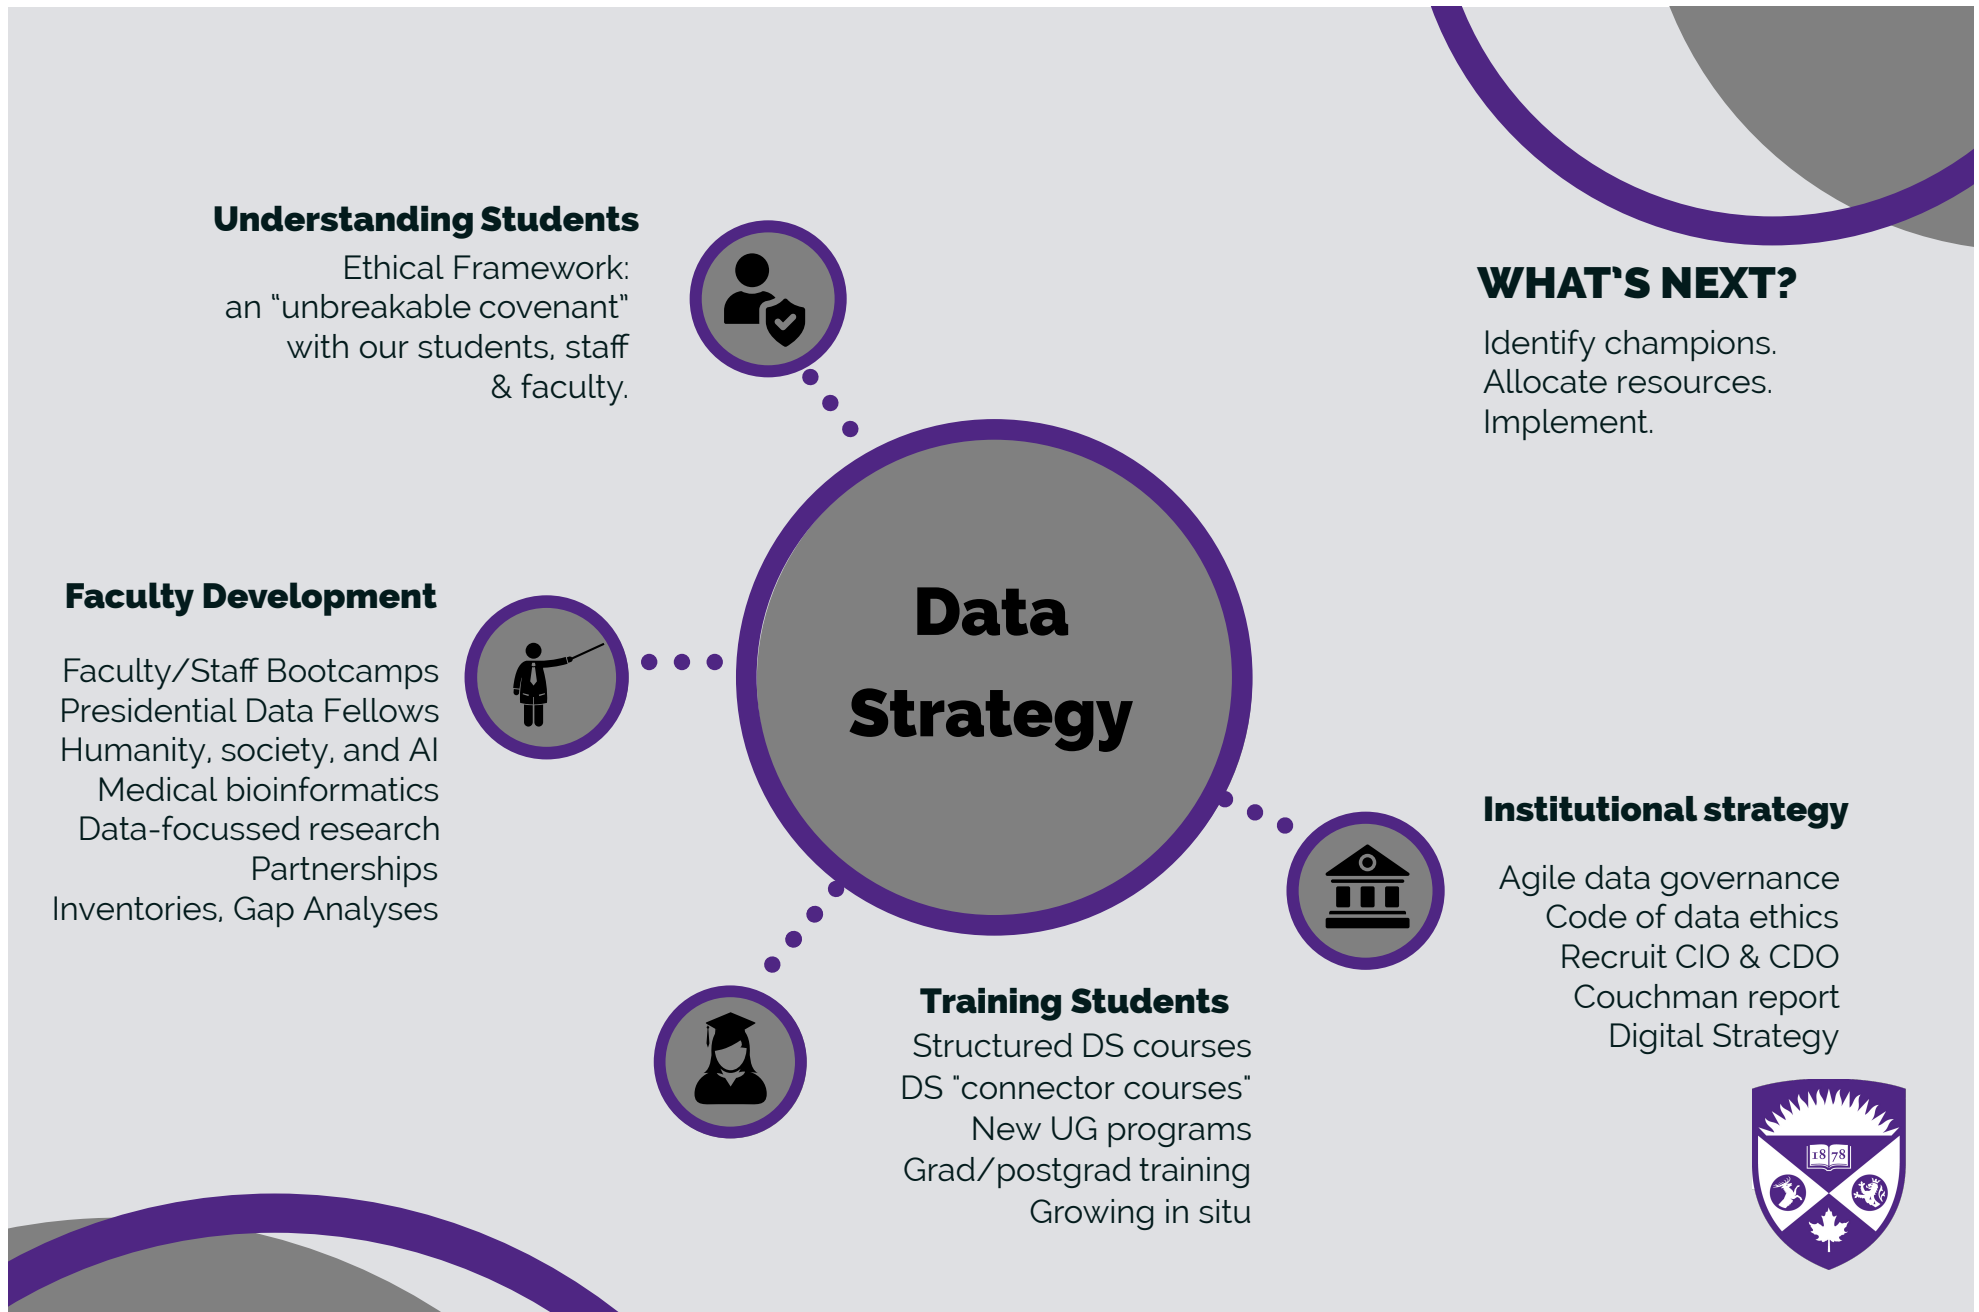 Understanding Students
Ethical Framework:
an “unbreakable covenant”
with our students, staff
& faculty.
WHAT’S NEXT?
Identify champions.
Allocate resources.
Implement.
Faculty Development
Faculty/Staff Bootcamps
Presidential Data Fellows
Humanity, society, and AI
Medical bioinformatics
Data-focussed research
Partnerships
Inventories, Gap Analyses
Data
Strategy
Institutional strategy
Agile data governance
Code of data ethics
Recruit CIO & CDO
Couchman report
Digital Strategy
Training Students
Structured DS courses
DS "connector courses"
New UG programs
Grad/postgrad training
Growing in situ
1878